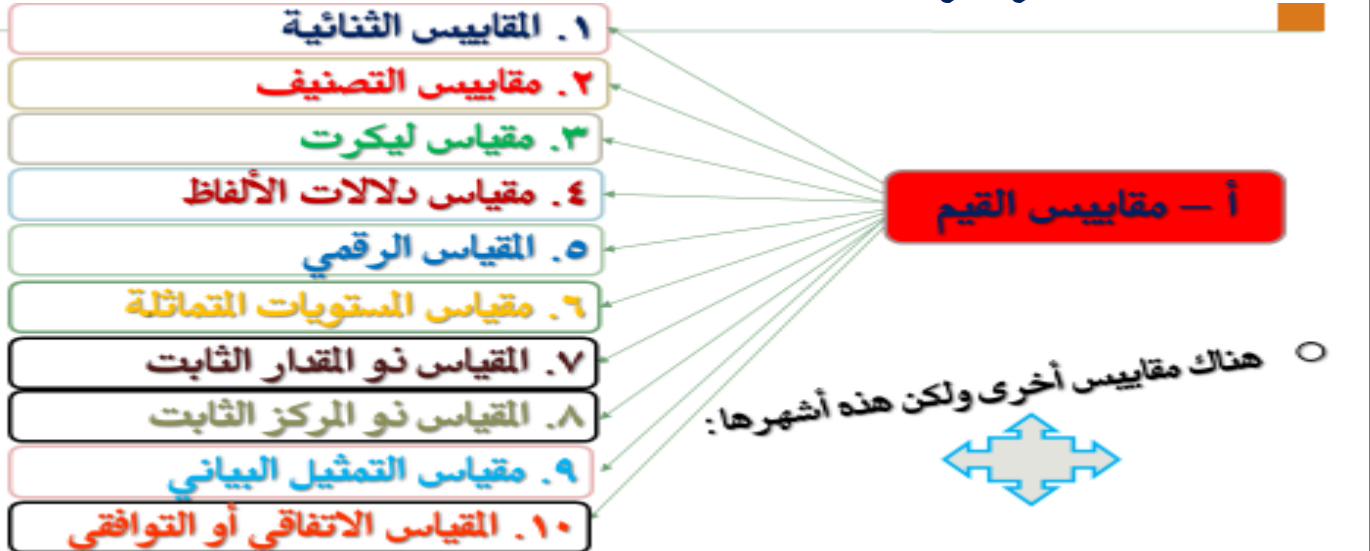 أ – مقاييس القيم
١. المقاييس الثنائية
٢. مقاييس التصنيف
٣. مقياس ليكرت
٤. مقياس دلالات الألفاظ
٥. المقياس الرقمي
٦. مقياس المستويات المتماثلة
٧. المقياس ذو المقدار الثابت
٨. المقياس ذو المركز الثابت
٩. مقياس التمثيل البياني
١٠. المقياس الاتفاقي أو التوافقي
هناك مقاييس أخرى ولكن هذه أشهرها: